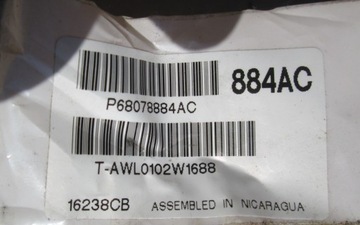 884AC
P68078884AC
T-AWL0102W1688
16238CB ASSEMBLED IN NICARAGUA